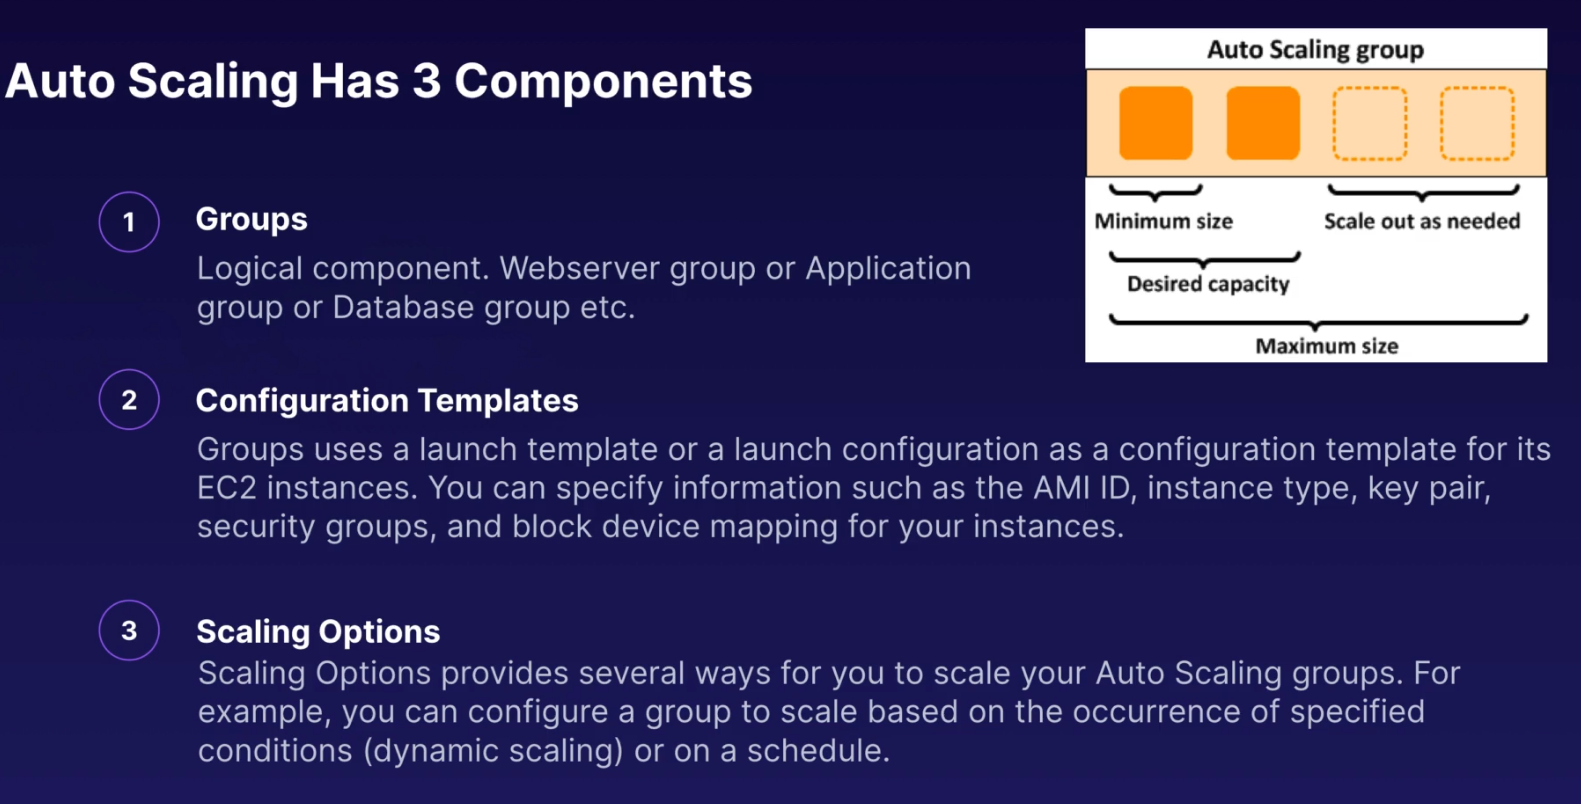 Auto Scaling Has 3 Components
1
Groups
Logical component. Webserver group or Application
group or Database group etc.
2
Configuration Templates
Groups uses a launch template or a launch configuration as a configuration template for its
EC2 instances. You can specify information such as the AMI ID, instance type, key pair,
security groups, and block device mapping for your instances.
3
Scaling Options
Scaling Options provides several ways for you to scale your Auto Scaling groups. For
example, you can configure a group to scale based on the occurrence of specified
conditions (dynamic scaling) or on a schedule.
Auto Scaling group
Minimum size
Scale out as needed
Desired capacity
Maximum size